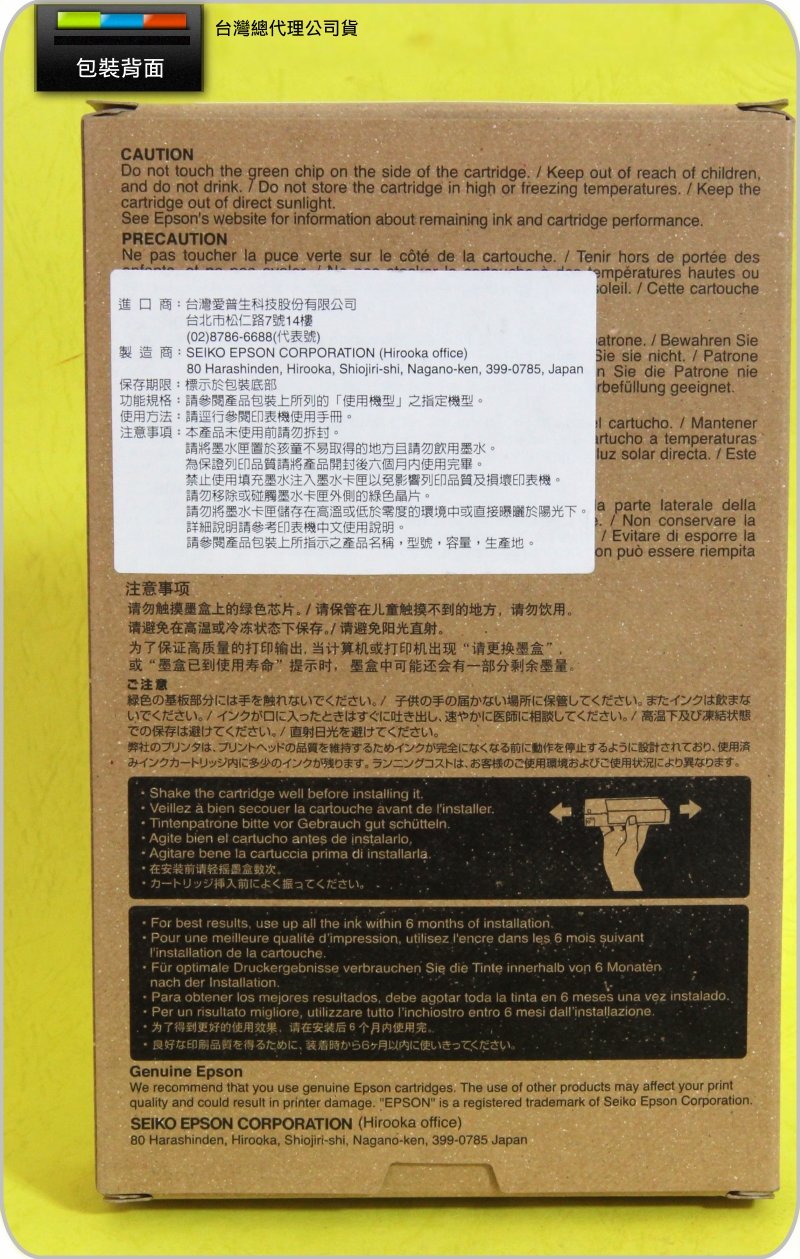 台灣總代理公司貨
包裝背面
CAUTION
Do not touch the green chip on the side of the cartridge. / Keep out of reach of children,
and do not drink. / Do not store the cartridge in high or freezing temperatures. / Keep the
cartridge out of direct sunlight.
See Epson's website for information about remaining ink and cartridge performance.
PRECAUTION
Ne pas toucher la puce verte sur le côté de la cartouche. / Tenir hors de portée des
températures hautes ou
soleil. / Cette cartouche
進口商：台灣愛普生科技股份有限公司
台北市松仁路7號14樓
(02)8786-6688(代表號)
製造商：SEIKO EPSON CORPORATION (Hirooka office)
80 Harashinden, Hirooka, Shiojiri-shi, Nagano-ken, 399-0785, Japan
保存期限：標示於包裝底部
功能規格：請參閱產品包裝上所列的「使用機型」之指定機型。
使用方法：請逕行參閱印表機使用手冊。
注意事項：本產品未使用前請勿拆封。
請將墨水匣置於孩童不易取得的地方且請勿飲用墨水。
為保證列印品質請將產品開封後六個月內使用完畢。
禁止使用填充墨水注入墨水卡匣以免影響列印品質及損壞印表機。
請勿移除或碰觸墨水卡匣外側的綠色晶片。
請勿將墨水卡匣儲存在高溫或低於零度的環境中或直接曝曬於陽光下。
詳細說明請參考印表機中文使用說明。
請參閱產品包裝上所指示之產品名稱，型號，容量，生產地。
patrone. / Bewahren Sie
Sie sie nicht. / Patrone
Sie die Patrone nie
rbefüllung geeignet.
el cartucho. / Mantener
artucho a temperaturas
luz solar directa. / Este
a parte laterale della
/ Non conservare la
/ Evitare di esporre la
on può essere riempita
注意事项
请勿触摸墨盒上的绿色芯片。/ 请保管在儿童触摸不到的地方，请勿饮用。
请避免在高温或冷冻状态下保存。/ 请避免阳光直射。
为了保证高质量的打印输出，当计算机或打印机出现“请更换墨盒”，
或“墨盒已到使用寿命”提示时，墨盒中可能还会有一部分剩余墨量。
ご注意
緑色の基板部分には手を触れないでください。/ 子供の手の届かない場所に保管してください。またインクは飲まな
いでください。/ インクが口に入ったときはすぐに吐き出し、速やかに医師に相談してください。/ 高温下及び凍結状態
での保存は避けてください。/ 直射日光を避けてください。
弊社のプリンタは、プリントヘッドの品質を維持するためインクが完全になくなる前に動作を停止するように設計されており、使用済
みインクカートリッジ内に多少のインクが残ります。ランニングコストは、お客様のご使用環境およびご使用状況により異なります。
・Shake the cartridge well before installing it.
・Veillez à bien secouer la cartouche avant de l'installer.
・Tintenpatrone bitte vor Gebrauch gut schütteln.
・Agite bien el cartucho antes de instalarlo.
・Agitare bene la cartuccia prima di installarla.
・在安装前请轻摇墨盒数次。
・カートリッジ挿入前によく振ってください。
・For best results, use up all the ink within 6 months of installation.
・Pour une meilleure qualité d'impression, utilisez l'encre dans les 6 mois suivant
l'installation de la cartouche.
・Für optimale Druckergebnisse verbrauchen Sie die Tinte innerhalb von 6 Monaten
nach der Installation.
・Para obtener los mejores resultados, debe agotar toda la tinta en 6 meses una vez instalado.
・Per un risultato migliore, utilizzare tutto l'inchiostro entro 6 mesi dall'installazione.
・为了得到更好的使用效果，请在安装后6个月内使用完。
・良好な印刷品質を得るために、装着時から6ヶ月以内に使いきってください。
Genuine Epson
We recommend that you use genuine Epson cartridges. The use of other products may affect your print
quality and could result in printer damage. "EPSON" is a registered trademark of Seiko Epson Corporation.
SEIKO EPSON CORPORATION (Hirooka office)
80 Harashinden, Hirooka, Shiojiri-shi, Nagano-ken, 399-0785 Japan